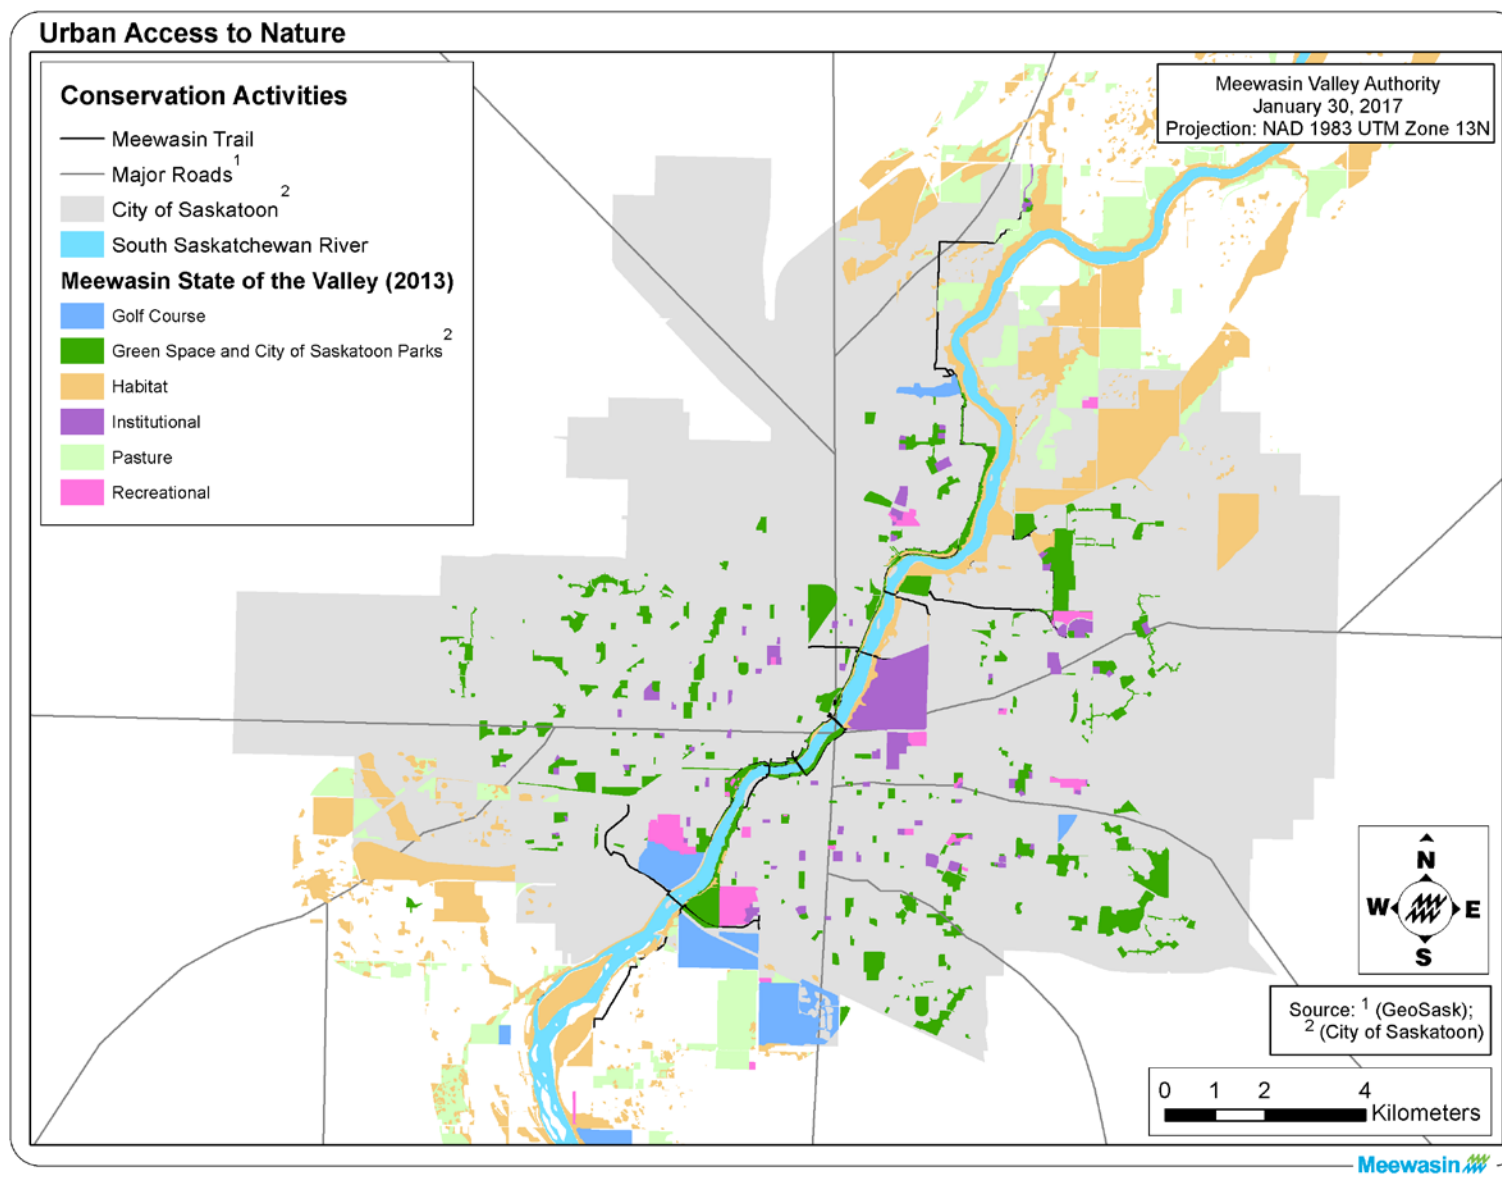 Urban Access to Nature
Conservation Activities
Meewasin Trail
Major Roads 1
City of Saskatoon 2
South Saskatchewan River
Meewasin State of the Valley (2013)
Golf Course
Green Space and City of Saskatoon Parks 2
Habitat
Institutional
Pasture
Recreational
Meewasin Valley Authority
January 30, 2017
Projection: NAD 1983 UTM Zone 13N
N
W E
S
Source: 1 (GeoSask);
2 (City of Saskatoon)
0 1 2 4
Kilometers
Meewasin